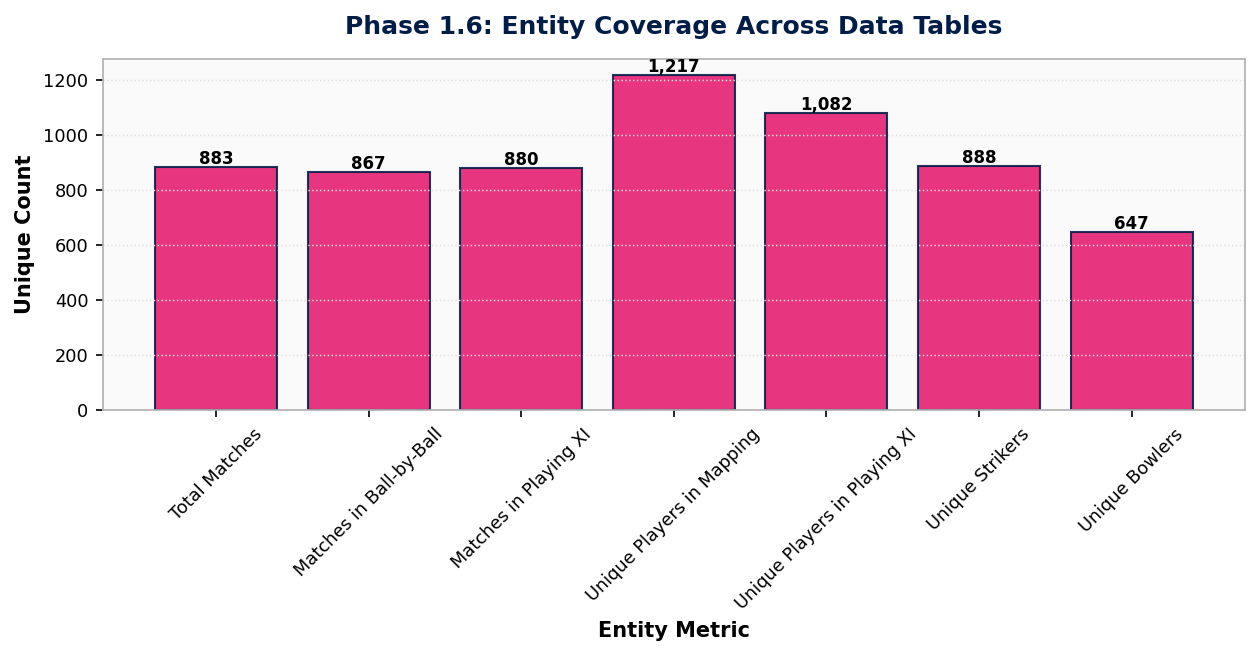 Phase 1.6: Entity Coverage Across Data Tables
Unique Count
1200
1000
800
600
400
200
0
883
867
880
1,217
1,082
888
647
Total Matches
Matches in Ball-by-Ball
Matches in Playing XI
Unique Players in Mapping
Unique Players in Playing XI
Unique Strikers
Unique Bowlers
Entity Metric